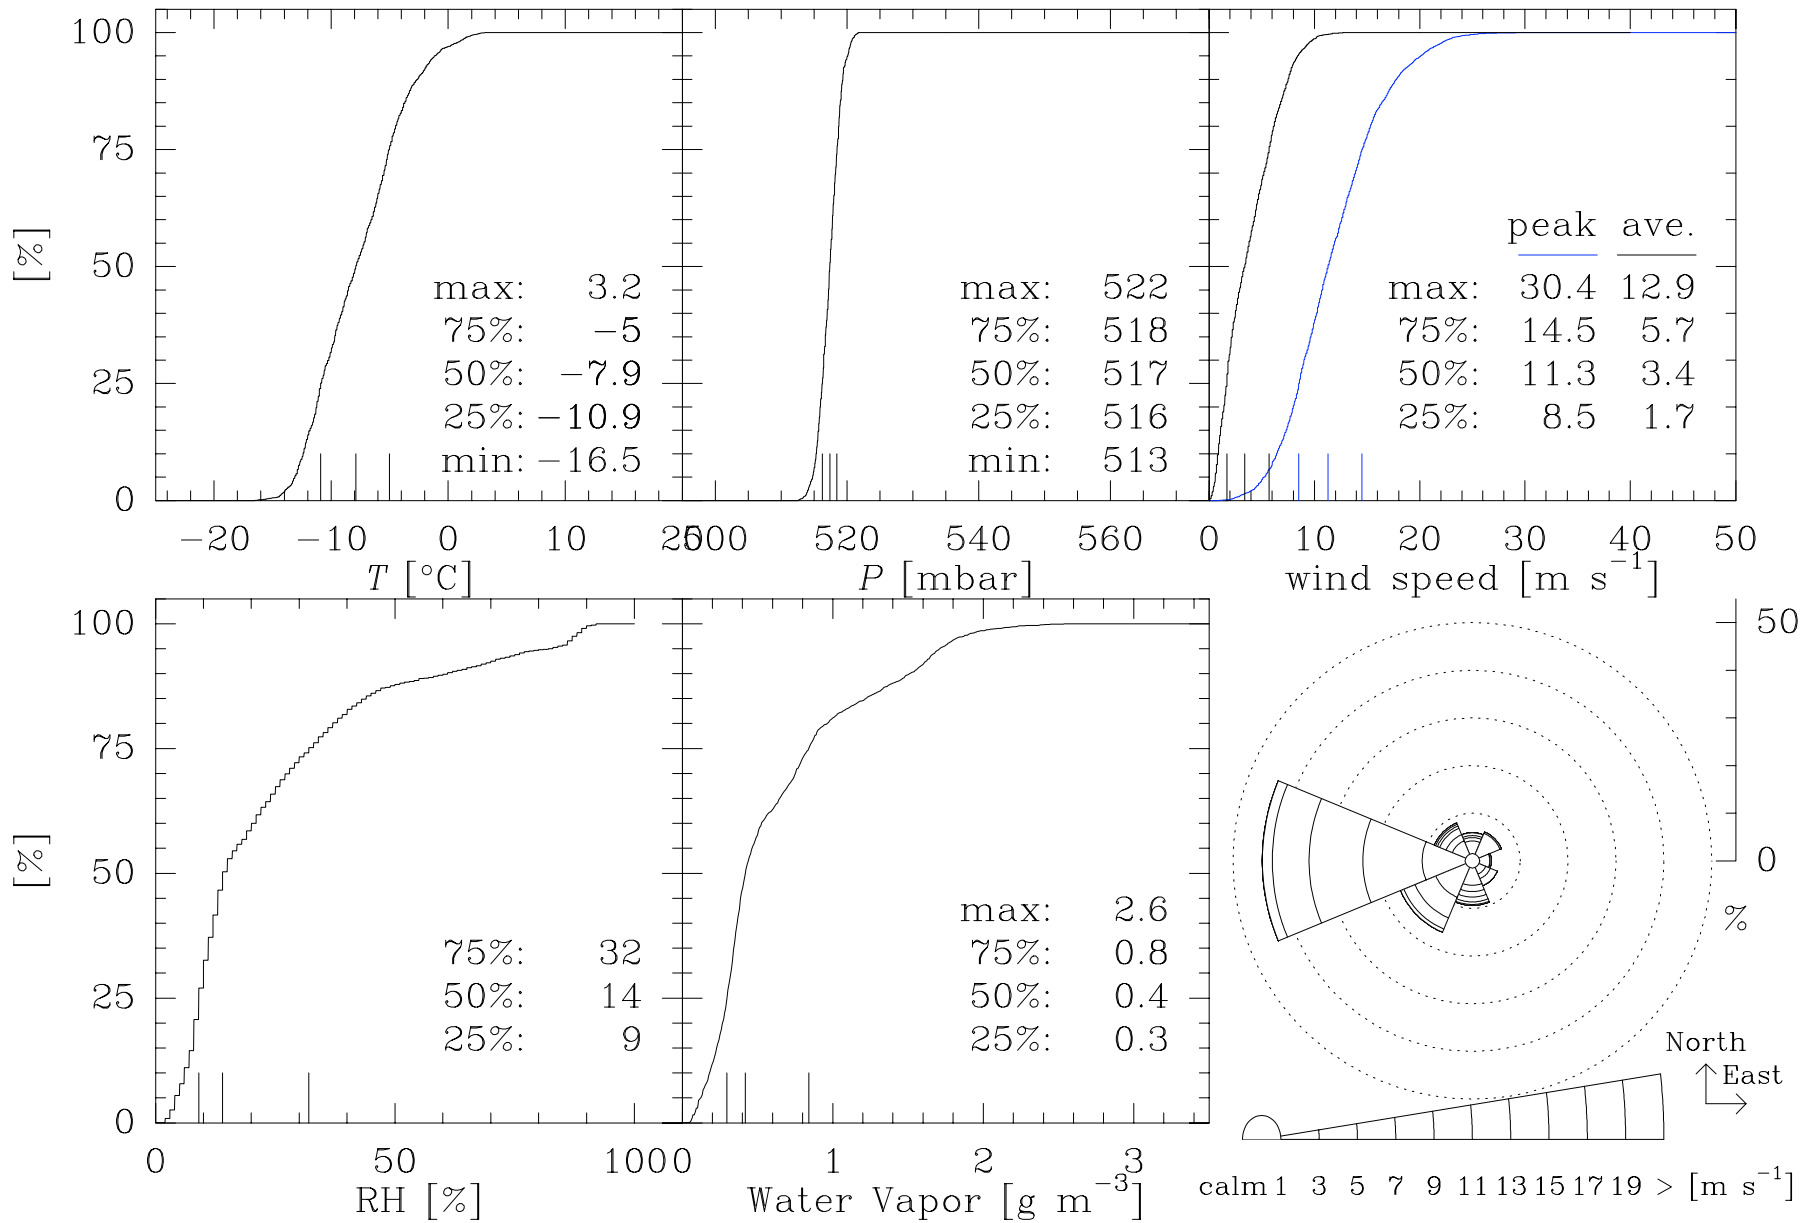 100
75
50
25
0
[%]
max: 3.2
75%: −5
50%: −7.9
25%: −10.9
min: −16.5
−20 −10 0 10 20
T [°C]
max: 522
75%: 518
50%: 517
25%: 516
min: 513
500 520 540 560
P [mbar]
peak ave.
max: 30.4 12.9
75%: 14.5 5.7
50%: 11.3 3.4
25%: 8.5 1.7
0 10 20 30 40 50
wind speed [m s−1]
100
75
50
25
0
[%]
75%: 32
50%: 14
25%: 9
0 50 100
RH [%]
max: 2.6
75%: 0.8
50%: 0.4
25%: 0.3
0 1 2 3
Water Vapor [g m−3]
50
0
%
North
East
calm 1 3 5 7 9 11 13 15 17 19 > [m s−1]